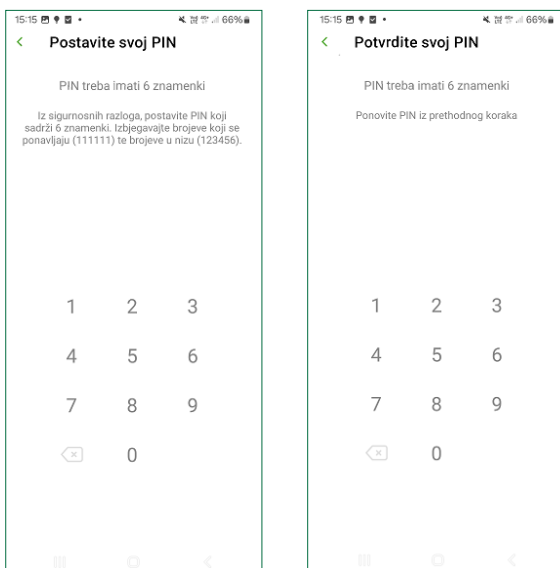 15:15 66%
Postavite svoj PIN
PIN treba imati 6 znamenki
Iz sigurnosnih razloga, postavite PIN koji
sadrži 6 znamenki. Izbjegavajte brojeve koji se
ponavljaju (111111) te brojeve u nizu (123456).
1 2 3
4 5 6
7 8 9
0
15:15 66%
Potvrdite svoj PIN
PIN treba imati 6 znamenki
Ponovite PIN iz prethodnog koraka
1 2 3
4 5 6
7 8 9
0